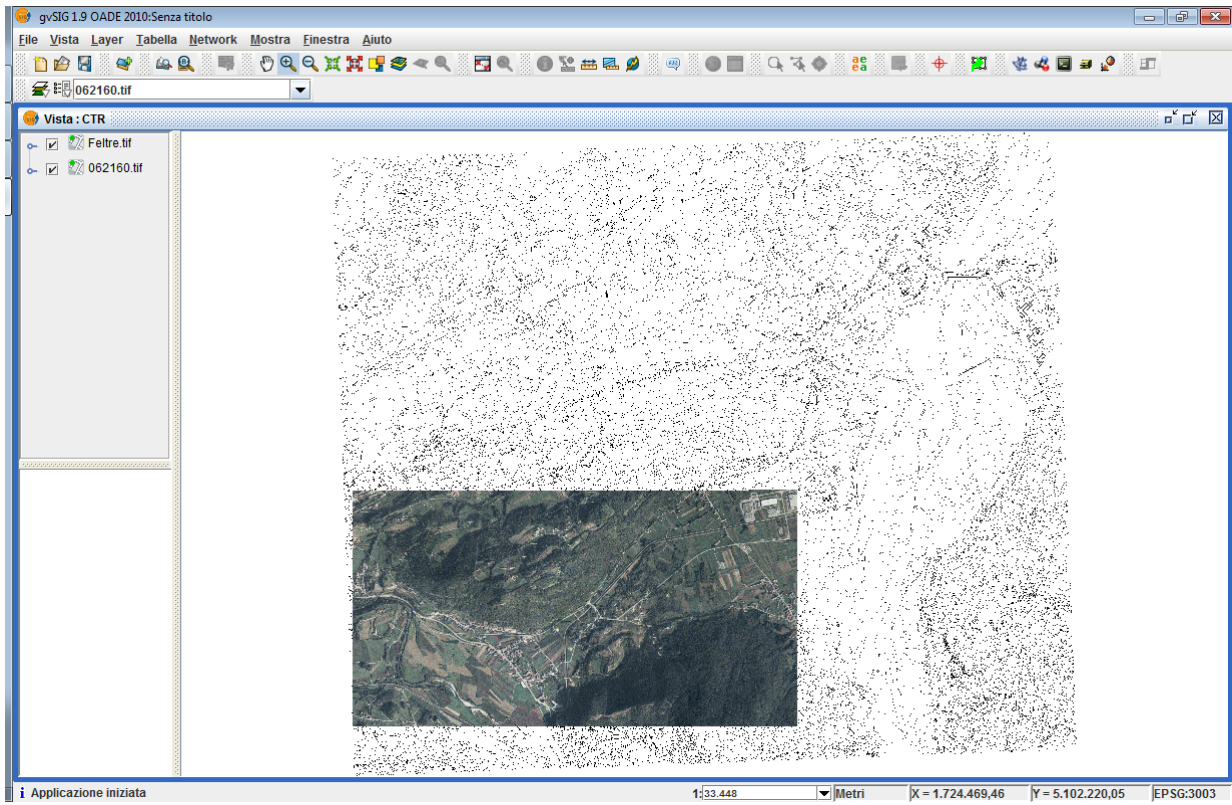 gvSIG 1.9 OADE 2010:Senza titolo
File Vista Layer Tabella Network Mostra Finestra Aiuto
062160.tif
Vista : CTR
Feltre.tif
062160.tif
Applicazione iniziata 1: 33.448 Metri X = 1.724.469,46 Y = 5.102.220,05 EPSG:3003